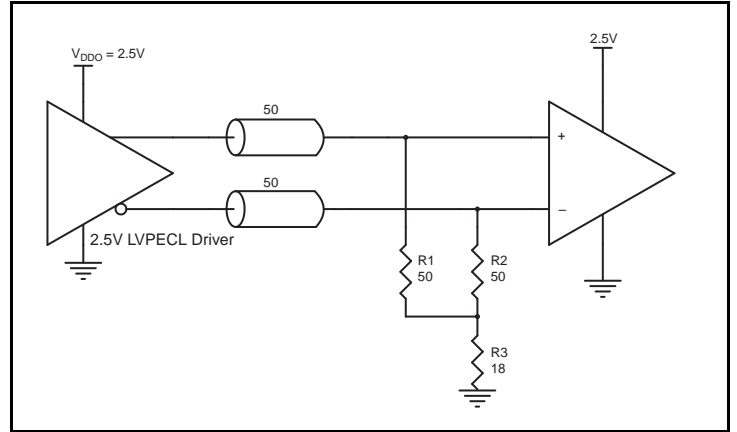 V_DDO = 2.5V
2.5V
50
+
50
–
2.5V LVPECL Driver
R1
50
R2
50
R3
18